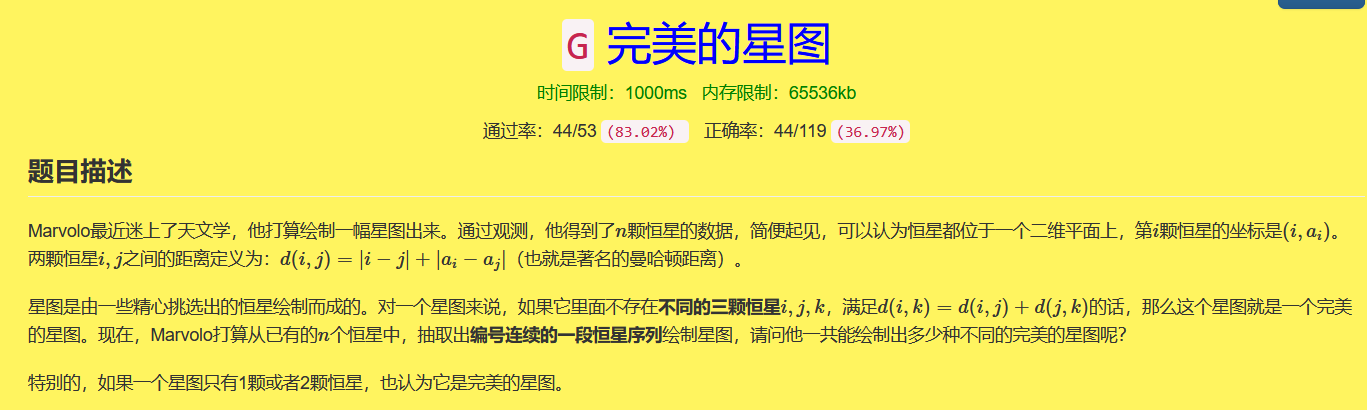 G 完美的星图
时间限制：1000ms 内存限制：65536kb
通过率：44/53 (83.02%) 正确率：44/119 (36.97%)
题目描述
Marvolo最近迷上了天文学，他打算绘制一幅星图出来。通过观测，他得到了n颗恒星的数据，简便起见，可以认为恒星都位于一个二维平面上，第i颗恒星的坐标是(i, a_i)。
两颗恒星i, j之间的距离定义为：d(i, j) = |i − j| + |a_i − a_j|（也就是著名的曼哈顿距离）。
星图是由一些精心挑选出的恒星绘制而成的。对一个星图来说，如果它里面不存在不同的三颗恒星i, j, k，满足d(i, k) = d(i, j) + d(j, k)的话，那么这个星图就是一个完美
的星图。现在，Marvolo打算从已有的n个恒星中，抽取出编号连续的一段恒星序列绘制星图，请问他一共能绘制出多少种不同的完美的星图呢?
特别的，如果一个星图只有1颗或者2颗恒星，也认为它是完美的星图。